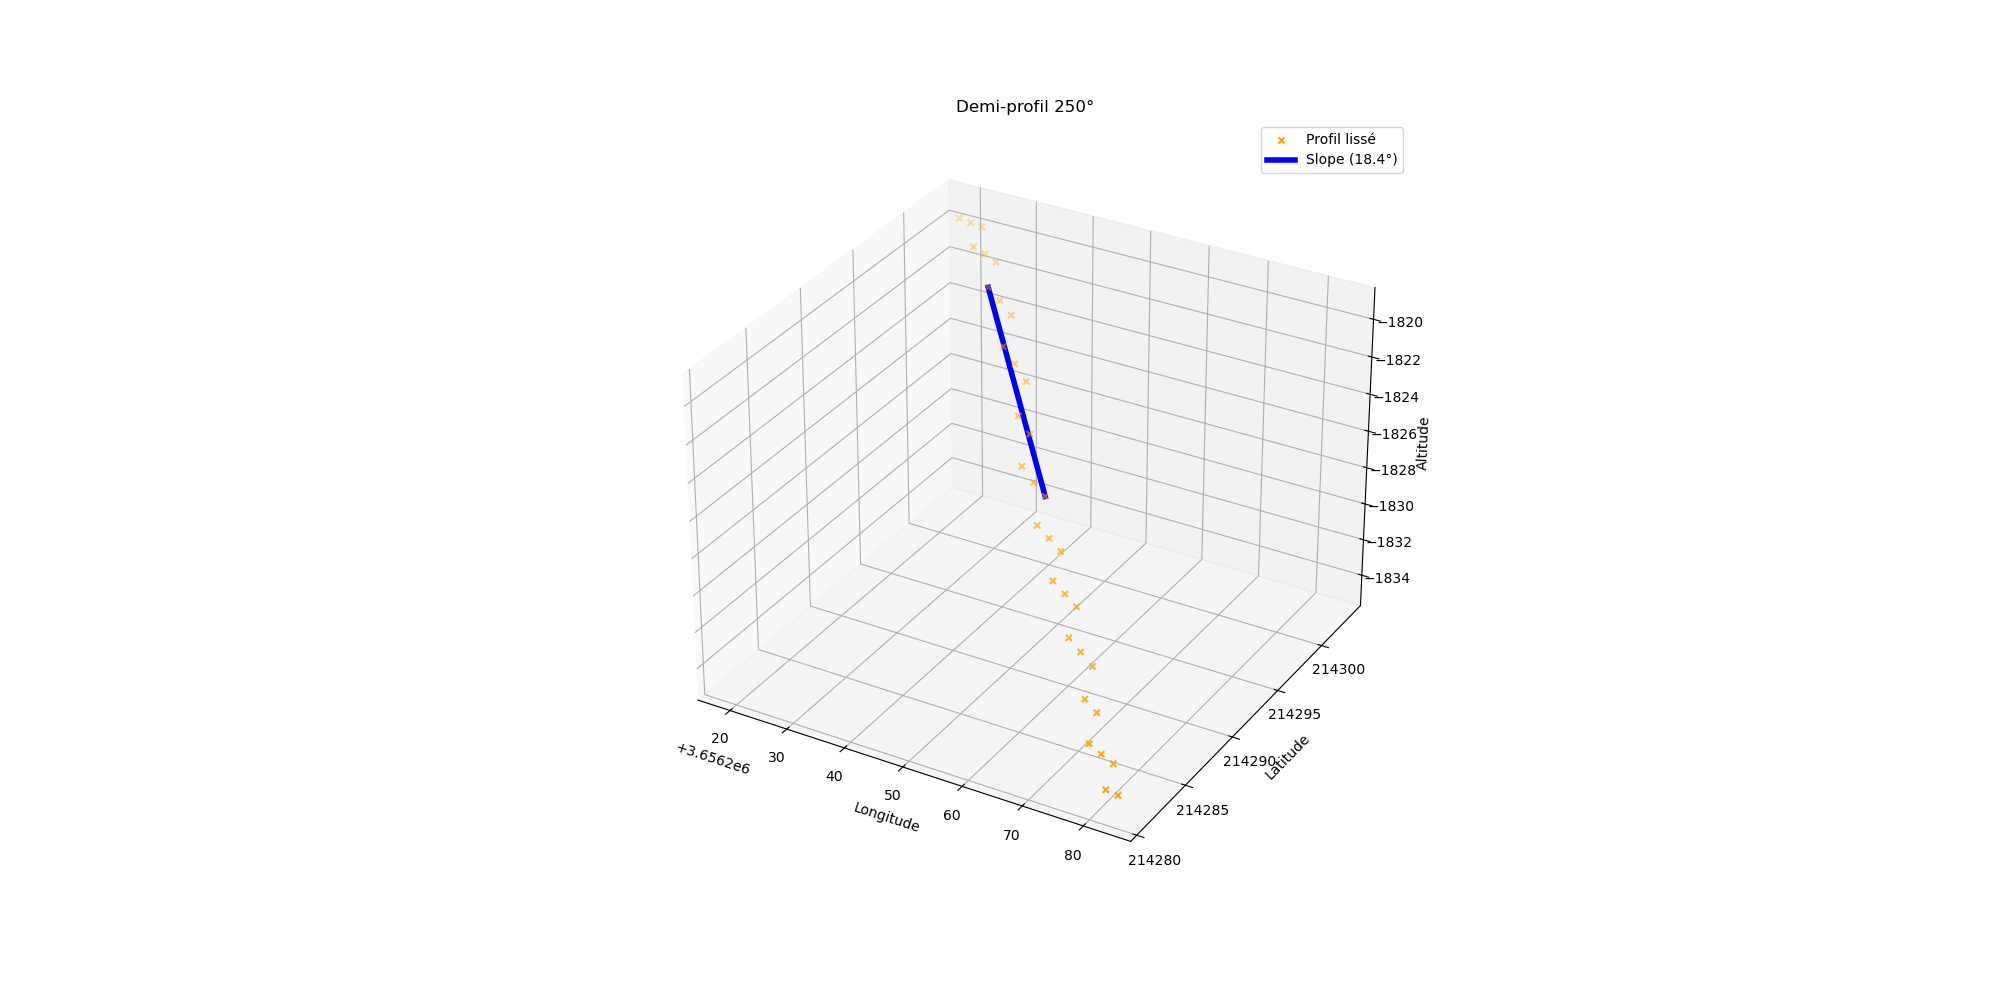 Demi-profil 250°
Profil lissé
Slope (18.4°)
−1820
−1822
−1824
−1826
−1828
−1830
−1832
−1834
Altitude
214300
214295
214290
214285
214280
Latitude
20
30
40
50
60
70
80
+3.6562e6
Longitude